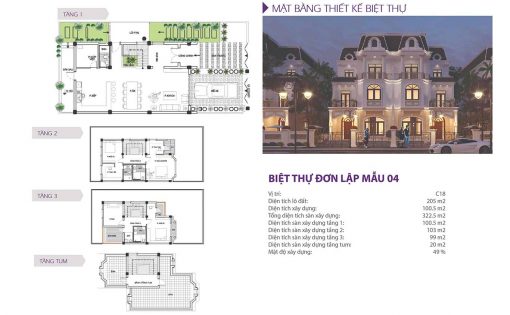 MẶT BẰNG THIẾT KẾ BIỆT THỰ
TẦNG 1
TẦNG 2
TẦNG 3
TẦNG TUM
BIỆT THỰ ĐƠN LẬP MẪU 04
Vị trí: C18
Diện tích lô đất: 205 m2
Diện tích xây dựng: 100.5 m2
Tổng diện tích sàn xây dựng: 322.5 m2
Diện tích sàn xây dựng tầng 1: 100.5 m2
Diện tích sàn xây dựng tầng 2: 103 m2
Diện tích sàn xây dựng tầng 3: 99 m2
Diện tích sàn xây dựng tầng tum: 20 m2
Mật độ xây dựng: 49 %